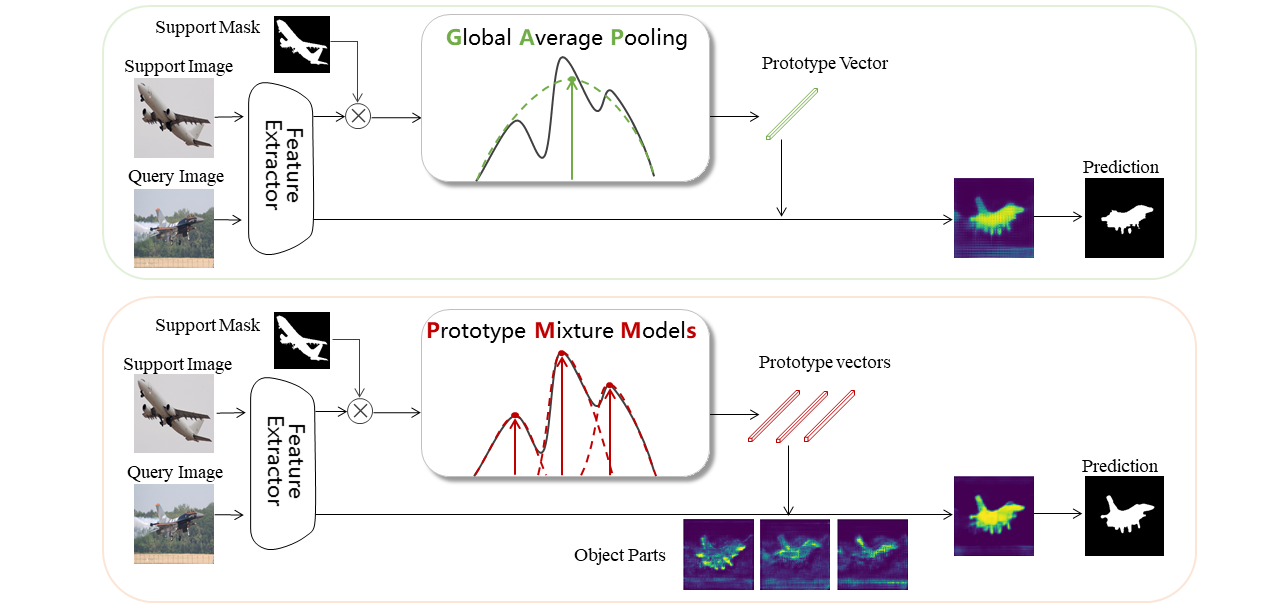 Support Mask
Global Average Pooling
Support Image
Prototype Vector
Feature
Extractor
Query Image
Prediction
Support Mask
Prototype Mixture Models
Support Image
Prototype vectors
Feature
Extractor
Query Image
Prediction
Object Parts